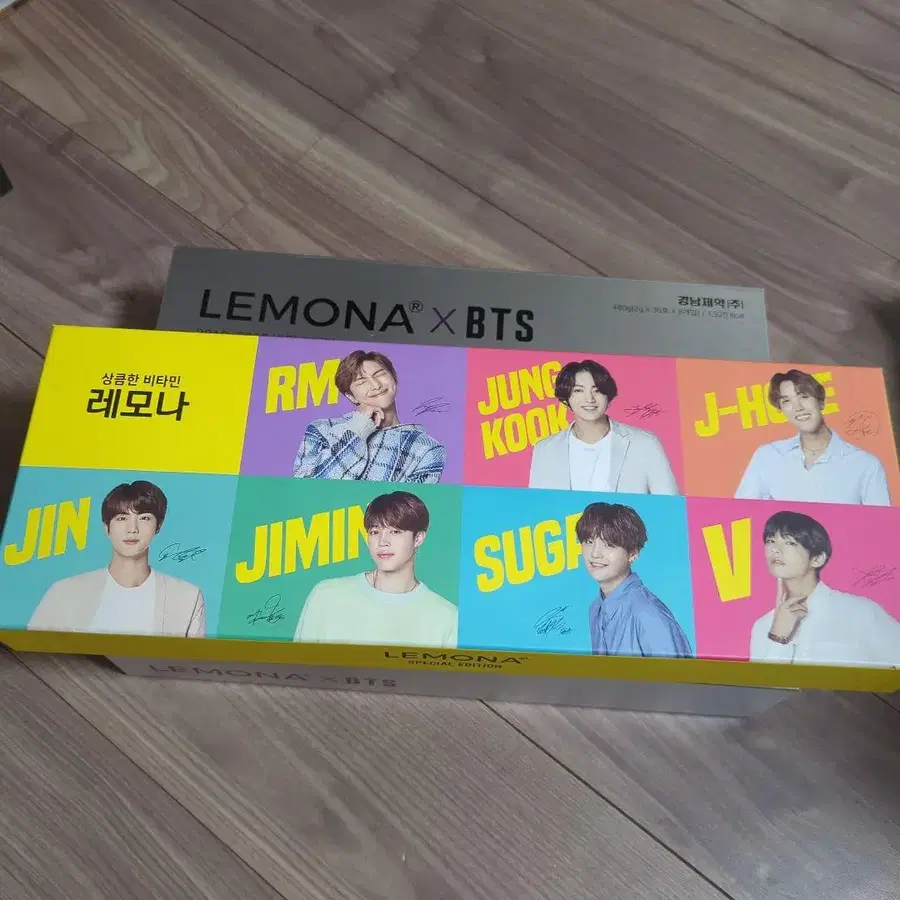 LEMONA® X BTS
경남제약(주)
상큼한 비타민
레모나
RM
JUNG
KOOK
J-HOPE
JIN
JIMIN
SUGA
V
LEMONA®
SPECIAL EDITION
LEMONA® X BTS